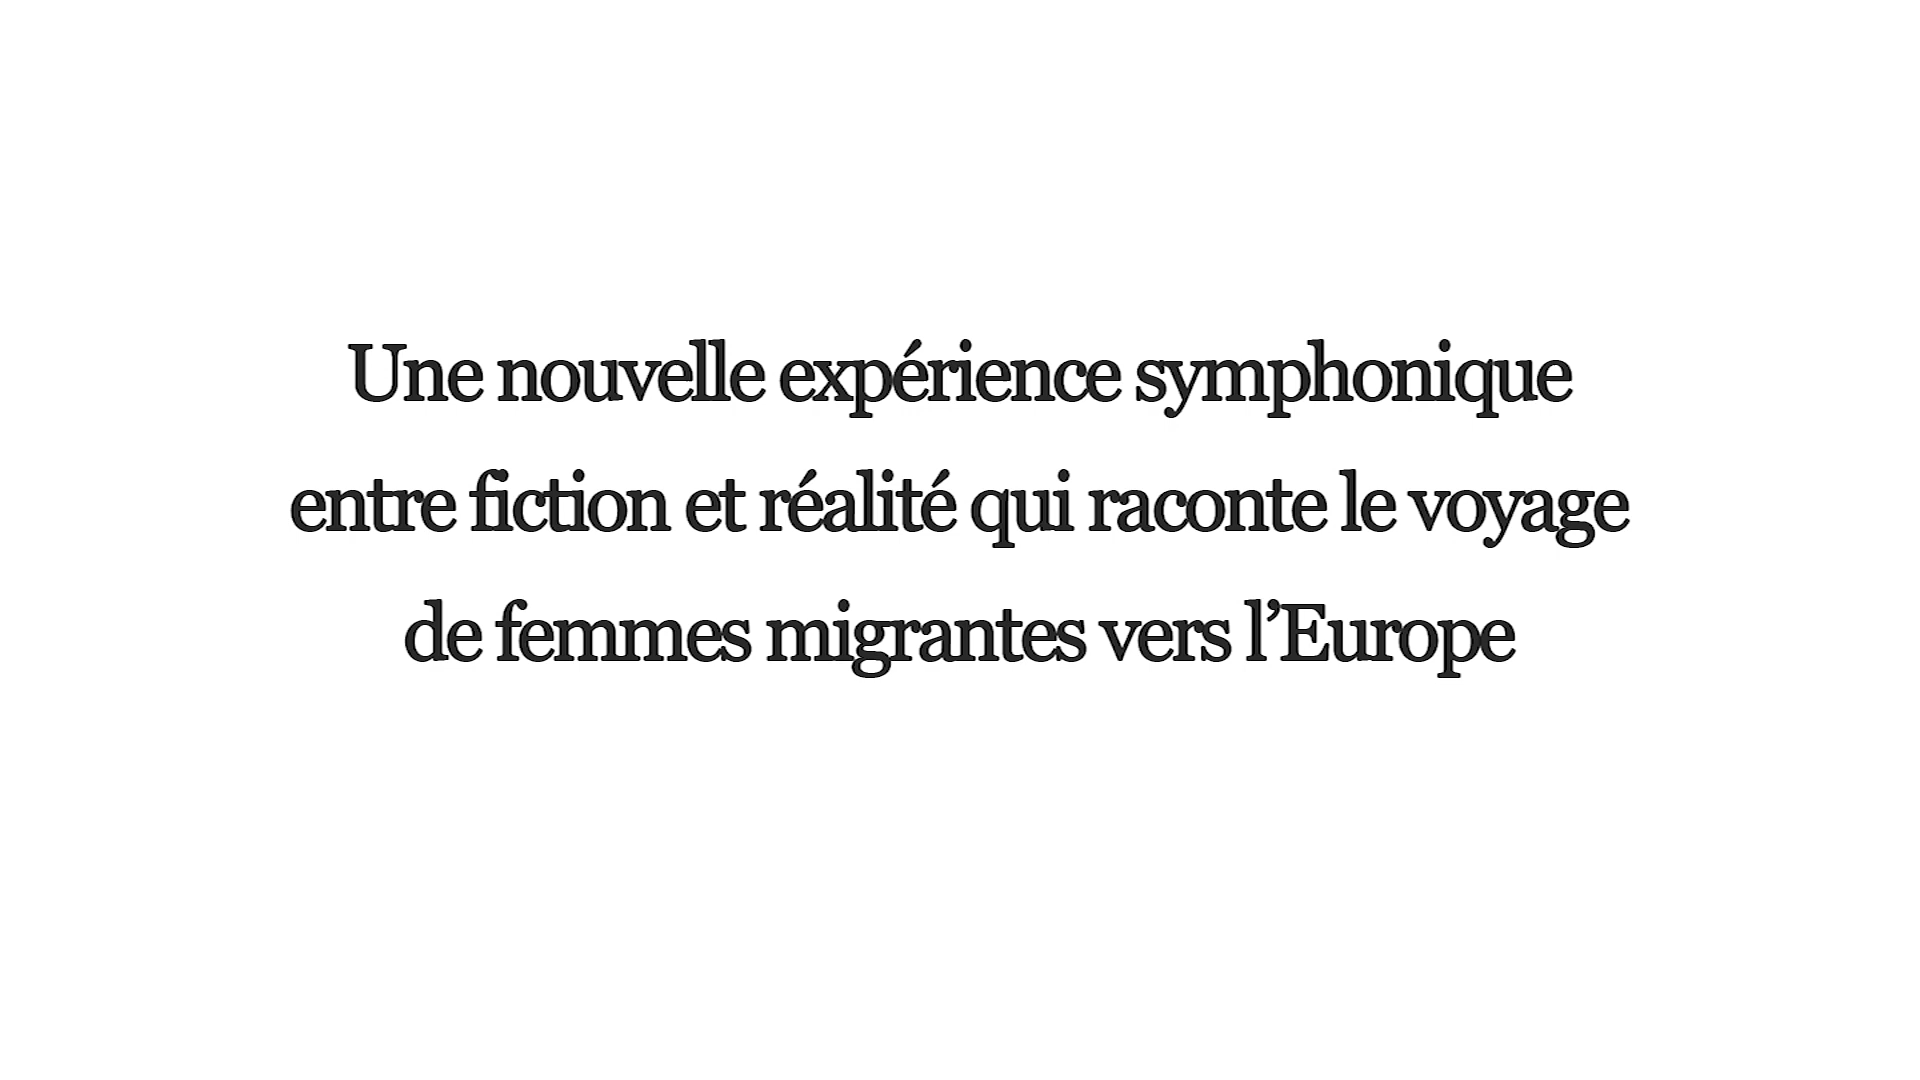 Une nouvelle expérience symphonique
entre fiction et réalité qui raconte le voyage
de femmes migrantes vers l’Europe